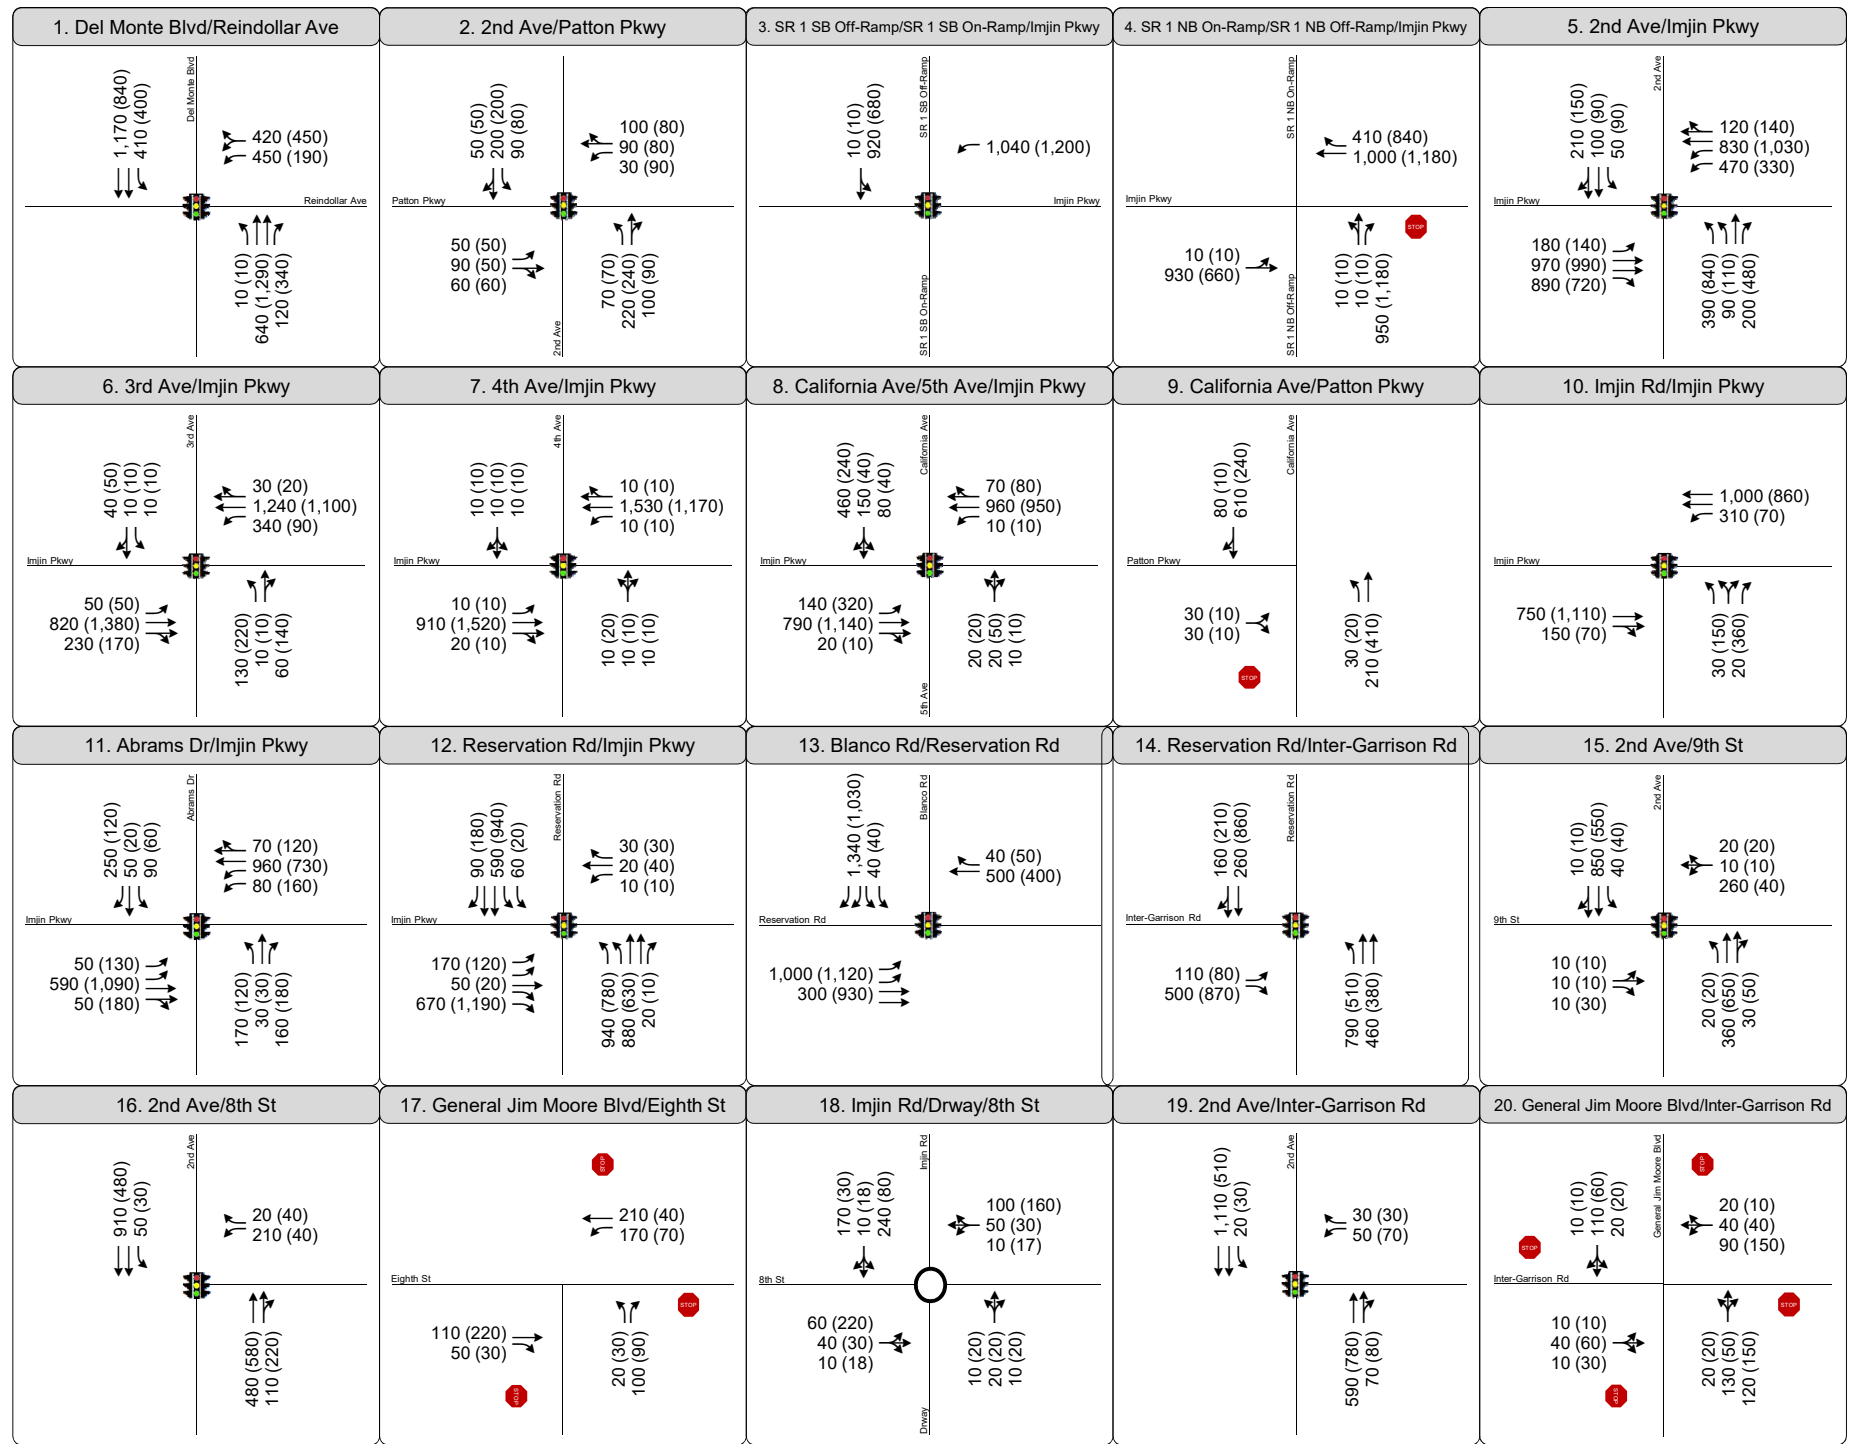 1. Del Monte Blvd/Reindollar Ave
1,170 (840)
410 (400)
Del Monte Blvd
420 (450)
450 (190)
Reindollar Ave
10 (10)
640 (1,290)
120 (340)
2. 2nd Ave/Patton Pkwy
50 (50)
200 (200)
90 (80)
100 (80)
90 (80)
30 (90)
Patton Pkwy
50 (50)
90 (50)
60 (60)
2nd Ave
70 (70)
220 (240)
100 (90)
3. SR 1 SB Off-Ramp/SR 1 SB On-Ramp/Imjin Pkwy
10 (10)
920 (680)
SR 1 SB Off-Ramp
1,040 (1,200)
Imjin Pkwy
SR 1 SB On-Ramp
4. SR 1 NB On-Ramp/SR 1 NB Off-Ramp/Imjin Pkwy
SR 1 NB On-Ramp
410 (840)
1,000 (1,180)
Imjin Pkwy
STOP
10 (10)
930 (660)
SR 1 NB Off-Ramp
10 (10)
10 (10)
950 (1,180)
5. 2nd Ave/Imjin Pkwy
210 (150)
100 (90)
50 (90)
2nd Ave
120 (140)
830 (1,030)
470 (330)
Imjin Pkwy
180 (140)
970 (990)
890 (720)
390 (840)
90 (110)
200 (480)
6. 3rd Ave/Imjin Pkwy
40 (50)
10 (10)
10 (10)
3rd Ave
30 (20)
1,240 (1,100)
340 (90)
Imjin Pkwy
50 (50)
820 (1,380)
230 (170)
130 (220)
10 (10)
60 (140)
7. 4th Ave/Imjin Pkwy
10 (10)
10 (10)
10 (10)
4th Ave
10 (10)
1,530 (1,170)
10 (10)
Imjin Pkwy
10 (10)
910 (1,520)
20 (10)
10 (20)
10 (10)
10 (10)
8. California Ave/5th Ave/Imjin Pkwy
460 (240)
150 (40)
80 (40)
California Ave
70 (80)
960 (950)
10 (10)
Imjin Pkwy
140 (320)
790 (1,140)
20 (10)
5th Ave
20 (20)
20 (50)
10 (10)
9. California Ave/Patton Pkwy
80 (10)
610 (240)
California Ave
Patton Pkwy
30 (10)
30 (10)
STOP
30 (20)
210 (410)
10. Imjin Rd/Imjin Pkwy
1,000 (860)
310 (70)
Imjin Pkwy
750 (1,110)
150 (70)
30 (150)
20 (360)
11. Abrams Dr/Imjin Pkwy
250 (120)
50 (20)
90 (60)
Abrams Dr
70 (120)
960 (730)
80 (160)
Imjin Pkwy
50 (130)
590 (1,090)
50 (180)
170 (120)
30 (30)
160 (180)
12. Reservation Rd/Imjin Pkwy
90 (180)
590 (940)
60 (20)
Reservation Rd
30 (30)
20 (40)
10 (10)
Imjin Pkwy
170 (120)
50 (20)
670 (1,190)
940 (780)
880 (630)
20 (10)
13. Blanco Rd/Reservation Rd
1,340 (1,030)
40 (40)
Blanco Rd
40 (50)
500 (400)
Reservation Rd
1,000 (1,120)
300 (930)
14. Reservation Rd/Inter-Garrison Rd
160 (210)
260 (860)
Reservation Rd
Inter-Garrison Rd
110 (80)
500 (870)
790 (510)
460 (380)
15. 2nd Ave/9th St
10 (10)
850 (550)
40 (40)
2nd Ave
20 (20)
10 (10)
260 (40)
9th St
10 (10)
10 (10)
10 (30)
20 (20)
360 (650)
30 (50)
16. 2nd Ave/8th St
910 (480)
50 (30)
2nd Ave
20 (40)
210 (40)
480 (580)
110 (220)
17. General Jim Moore Blvd/Eighth St
STOP
210 (40)
170 (70)
Eighth St
STOP
110 (220)
50 (30)
STOP
20 (30)
100 (90)
18. Imjin Rd/Drway/8th St
170 (30)
10 (18)
240 (80)
Imjin Rd
100 (160)
50 (30)
10 (17)
8th St
60 (220)
40 (30)
10 (18)
Drway
10 (20)
20 (20)
10 (20)
19. 2nd Ave/Inter-Garrison Rd
1,110 (510)
20 (30)
2nd Ave
30 (30)
50 (70)
590 (780)
70 (80)
20. General Jim Moore Blvd/Inter-Garrison Rd
10 (10)
110 (60)
20 (20)
General Jim Moore Blvd
STOP
20 (10)
40 (40)
90 (150)
STOP
Inter-Garrison Rd
STOP
10 (10)
40 (60)
10 (30)
STOP
20 (20)
130 (50)
120 (150)